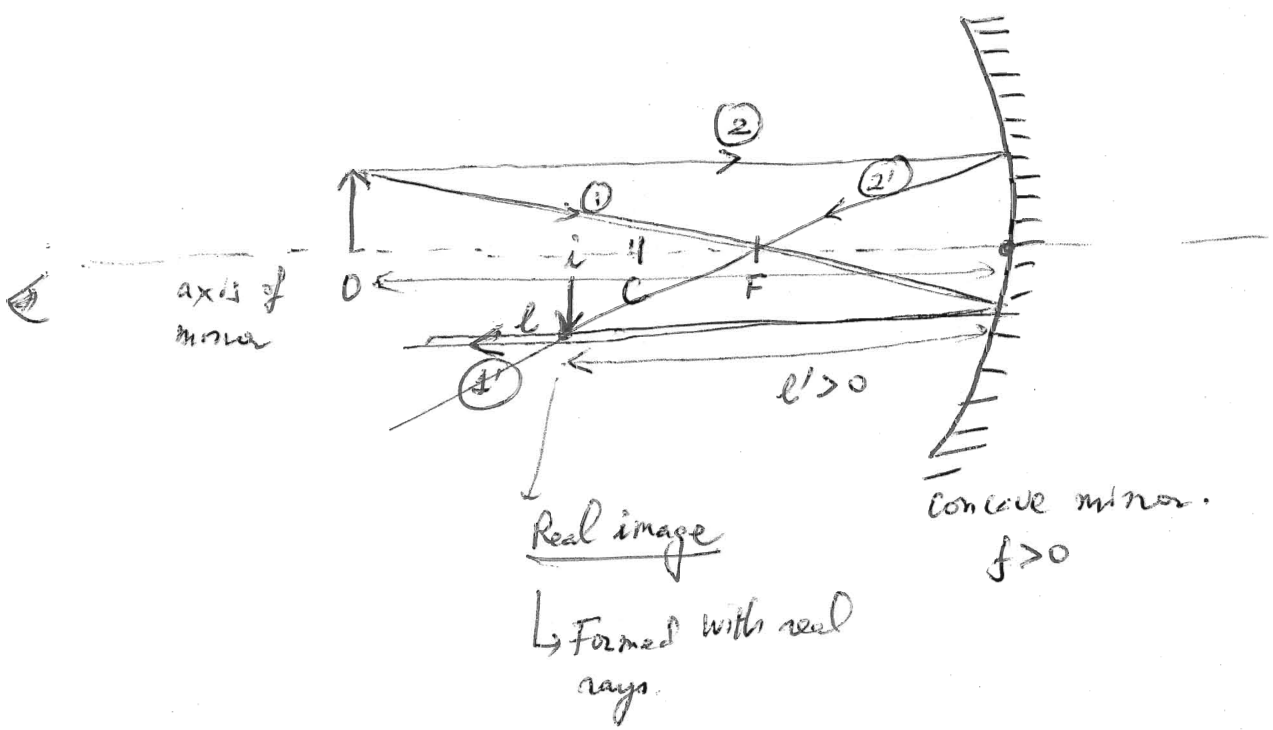 2
2'
1
i
C
F
O
axis of
mirror
l
1'
l' > 0
Real image
↳ Formed with real
rays.
concave mirror.
f > 0